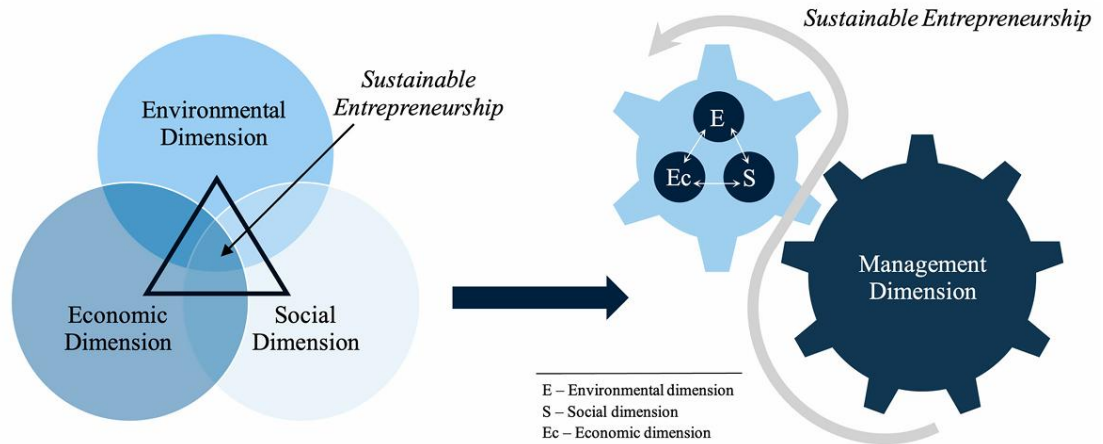 Sustainable
Entrepreneurship
Environmental
Dimension
Economic
Dimension
Social
Dimension
Sustainable Entrepreneurship
E
Ec
S
Management
Dimension
E – Environmental dimension
S – Social dimension
Ec – Economic dimension